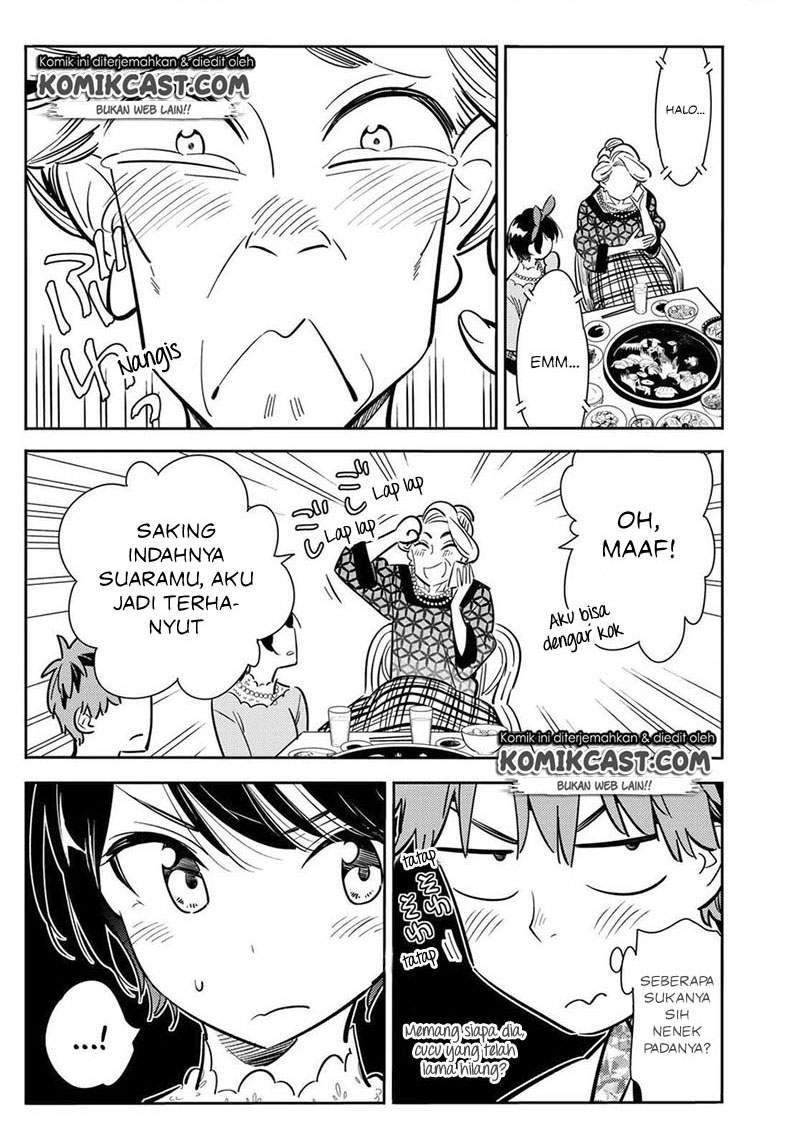 HALO...
EMM...
Komik ini diterjemahkan & diedit oleh
KOMIKCAST.COM
BUKAN WEB LAIN!!
Nangis
OH,
MAAF!
Aku bisa
dengar kok
Lap lap
Lap lap
SAKING
INDAHNYA
SUARAMU, AKU
JADI TERHA-
NYUT
Komik ini diterjemahkan & diedit oleh
KOMIKCAST.COM
BUKAN WEB LAIN!!
tatap
tatap
SEBERAPA
SUKANYA
SIH
NENEK
PADANYA?
Memang siapa dia,
cucu yang telah
lama hilang?
....!